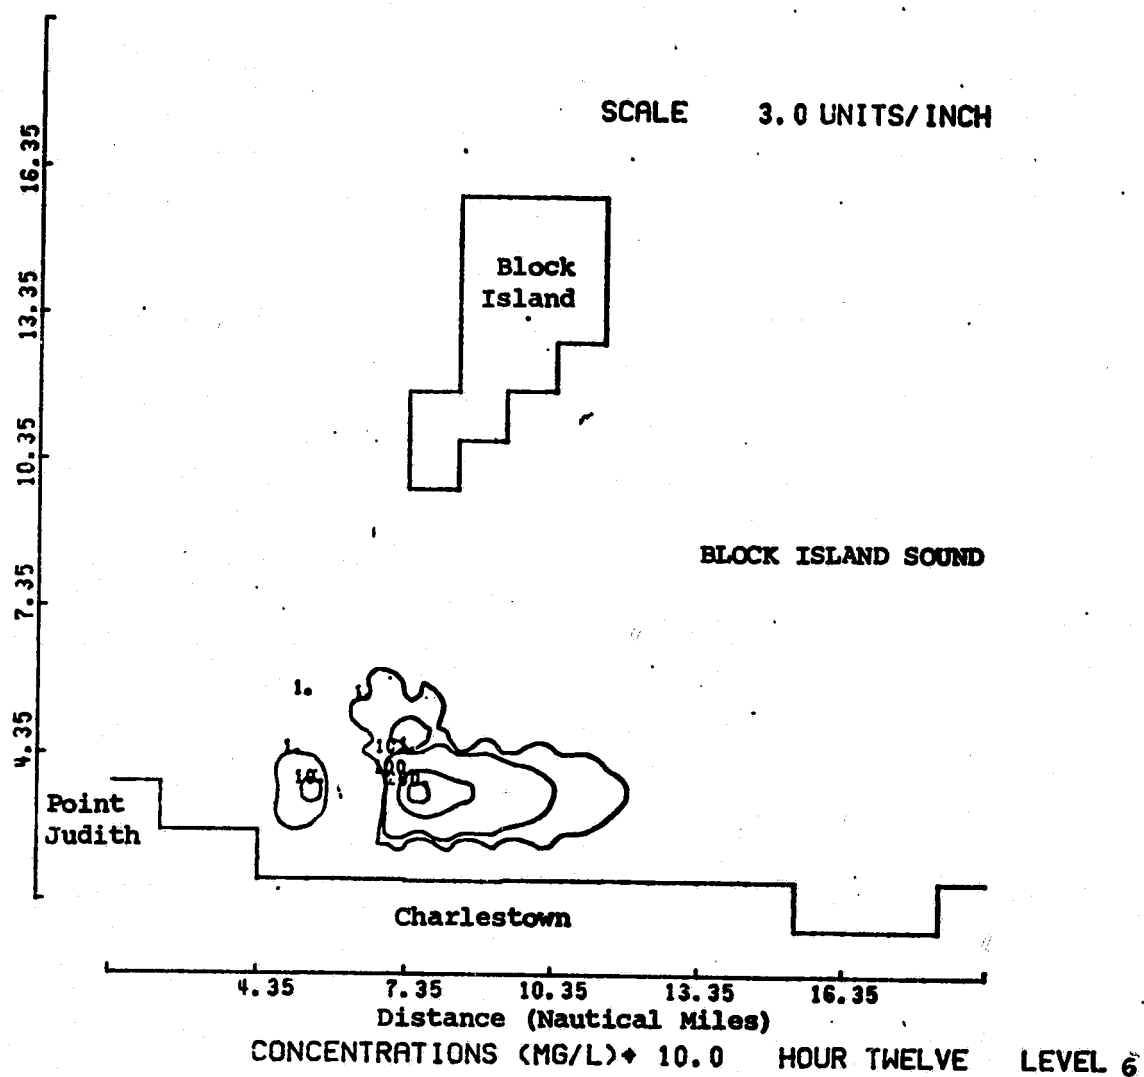 SCALE 3.0 UNITS/INCH
16.35
13.35
10.35
7.35
4.35
Block
Island
BLOCK ISLAND SOUND
1.
1.
1.
10.
Point
Judith
Charlestown
4.35 7.35 10.35 13.35 16.35
Distance (Nautical Miles)
CONCENTRATIONS (MG/L)* 10.0 HOUR TWELVE LEVEL 6